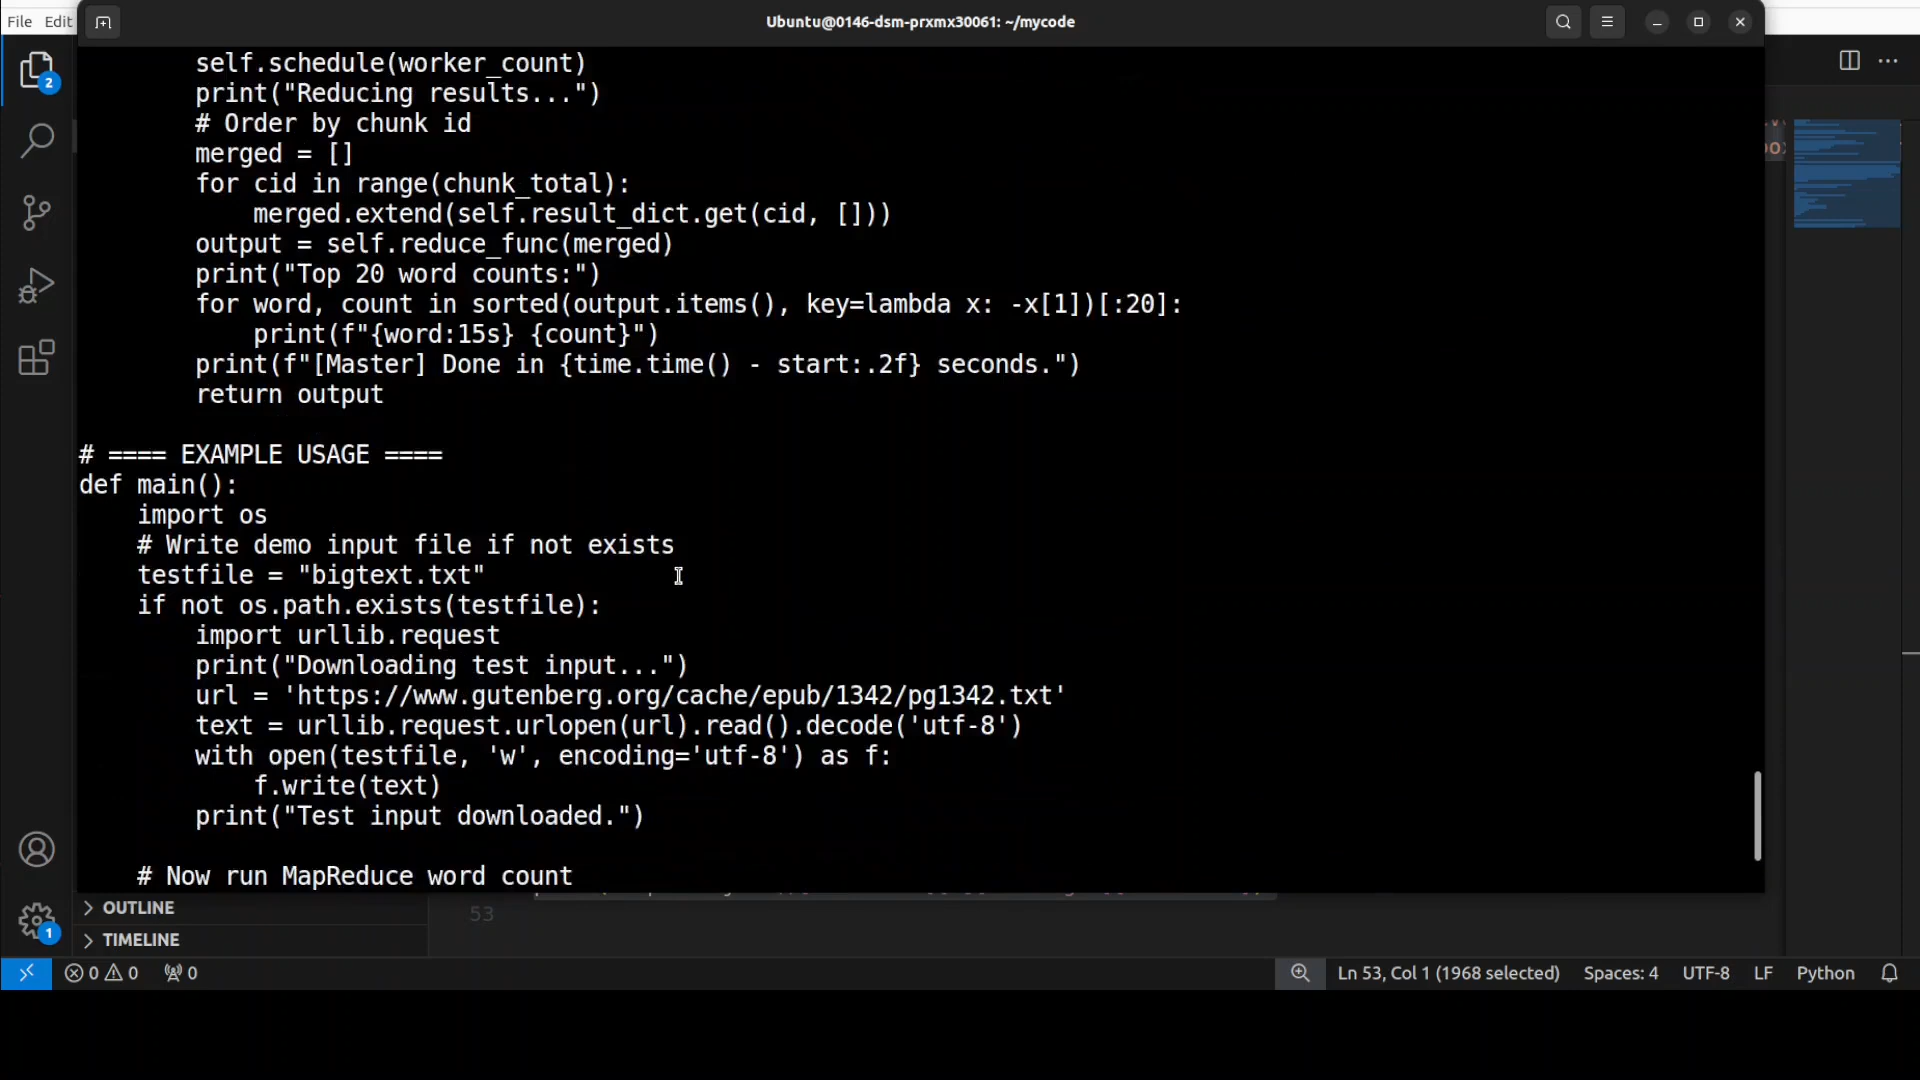 File Edit
Ubuntu@0146-dsm-prxmx30061: ~/mycode
2
        self.schedule(worker_count)
        print("Reducing results...")
        # Order by chunk id
        merged = []
        for cid in range(chunk_total):
            merged.extend(self.result_dict.get(cid, []))
        output = self.reduce_func(merged)
        print("Top 20 word counts:")
        for word, count in sorted(output.items(), key=lambda x: -x[1])[:20]:
            print(f"{word:15s} {count}")
        print(f"[Master] Done in {time.time() - start:.2f} seconds.")
        return output
# ==== EXAMPLE USAGE ====
def main():
    import os
    # Write demo input file if not exists
    testfile = "bigtext.txt"
    if not os.path.exists(testfile):
        import urllib.request
        print("Downloading test input...")
        url = 'https://www.gutenberg.org/cache/epub/1342/pg1342.txt'
        text = urllib.request.urlopen(url).read().decode('utf-8')
        with open(testfile, 'w', encoding='utf-8') as f:
            f.write(text)
        print("Test input downloaded.")
    # Now run MapReduce word count
OUTLINE
53
1
TIMELINE
0 0 0
Ln 53, Col 1 (1968 selected) Spaces: 4 UTF-8 LF Python